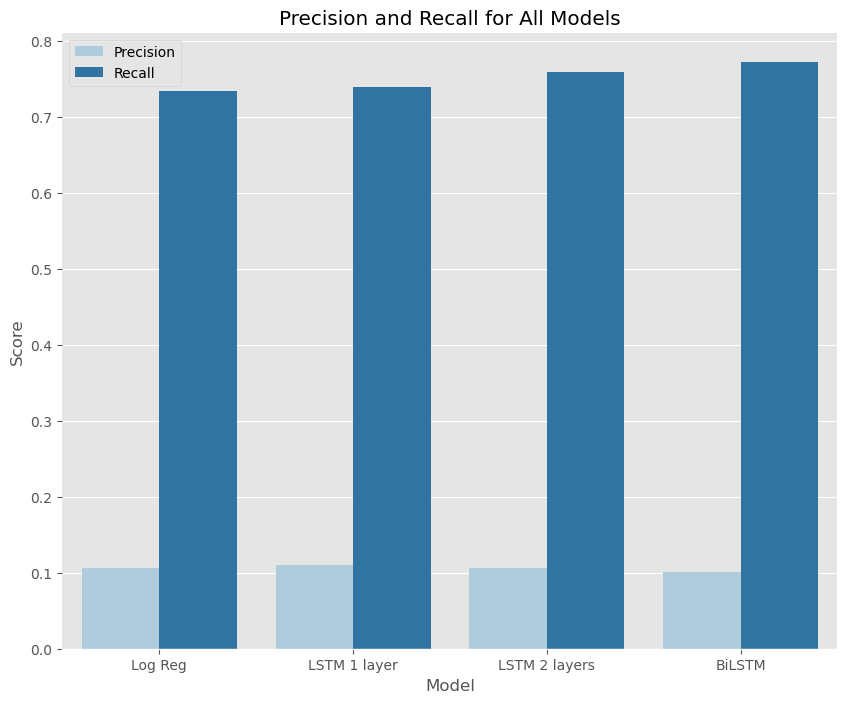 Precision and Recall for All Models
Precision
Recall
Score
0.8
0.7
0.6
0.5
0.4
0.3
0.2
0.1
0.0
Log Reg
LSTM 1 layer
LSTM 2 layers
BiLSTM
Model